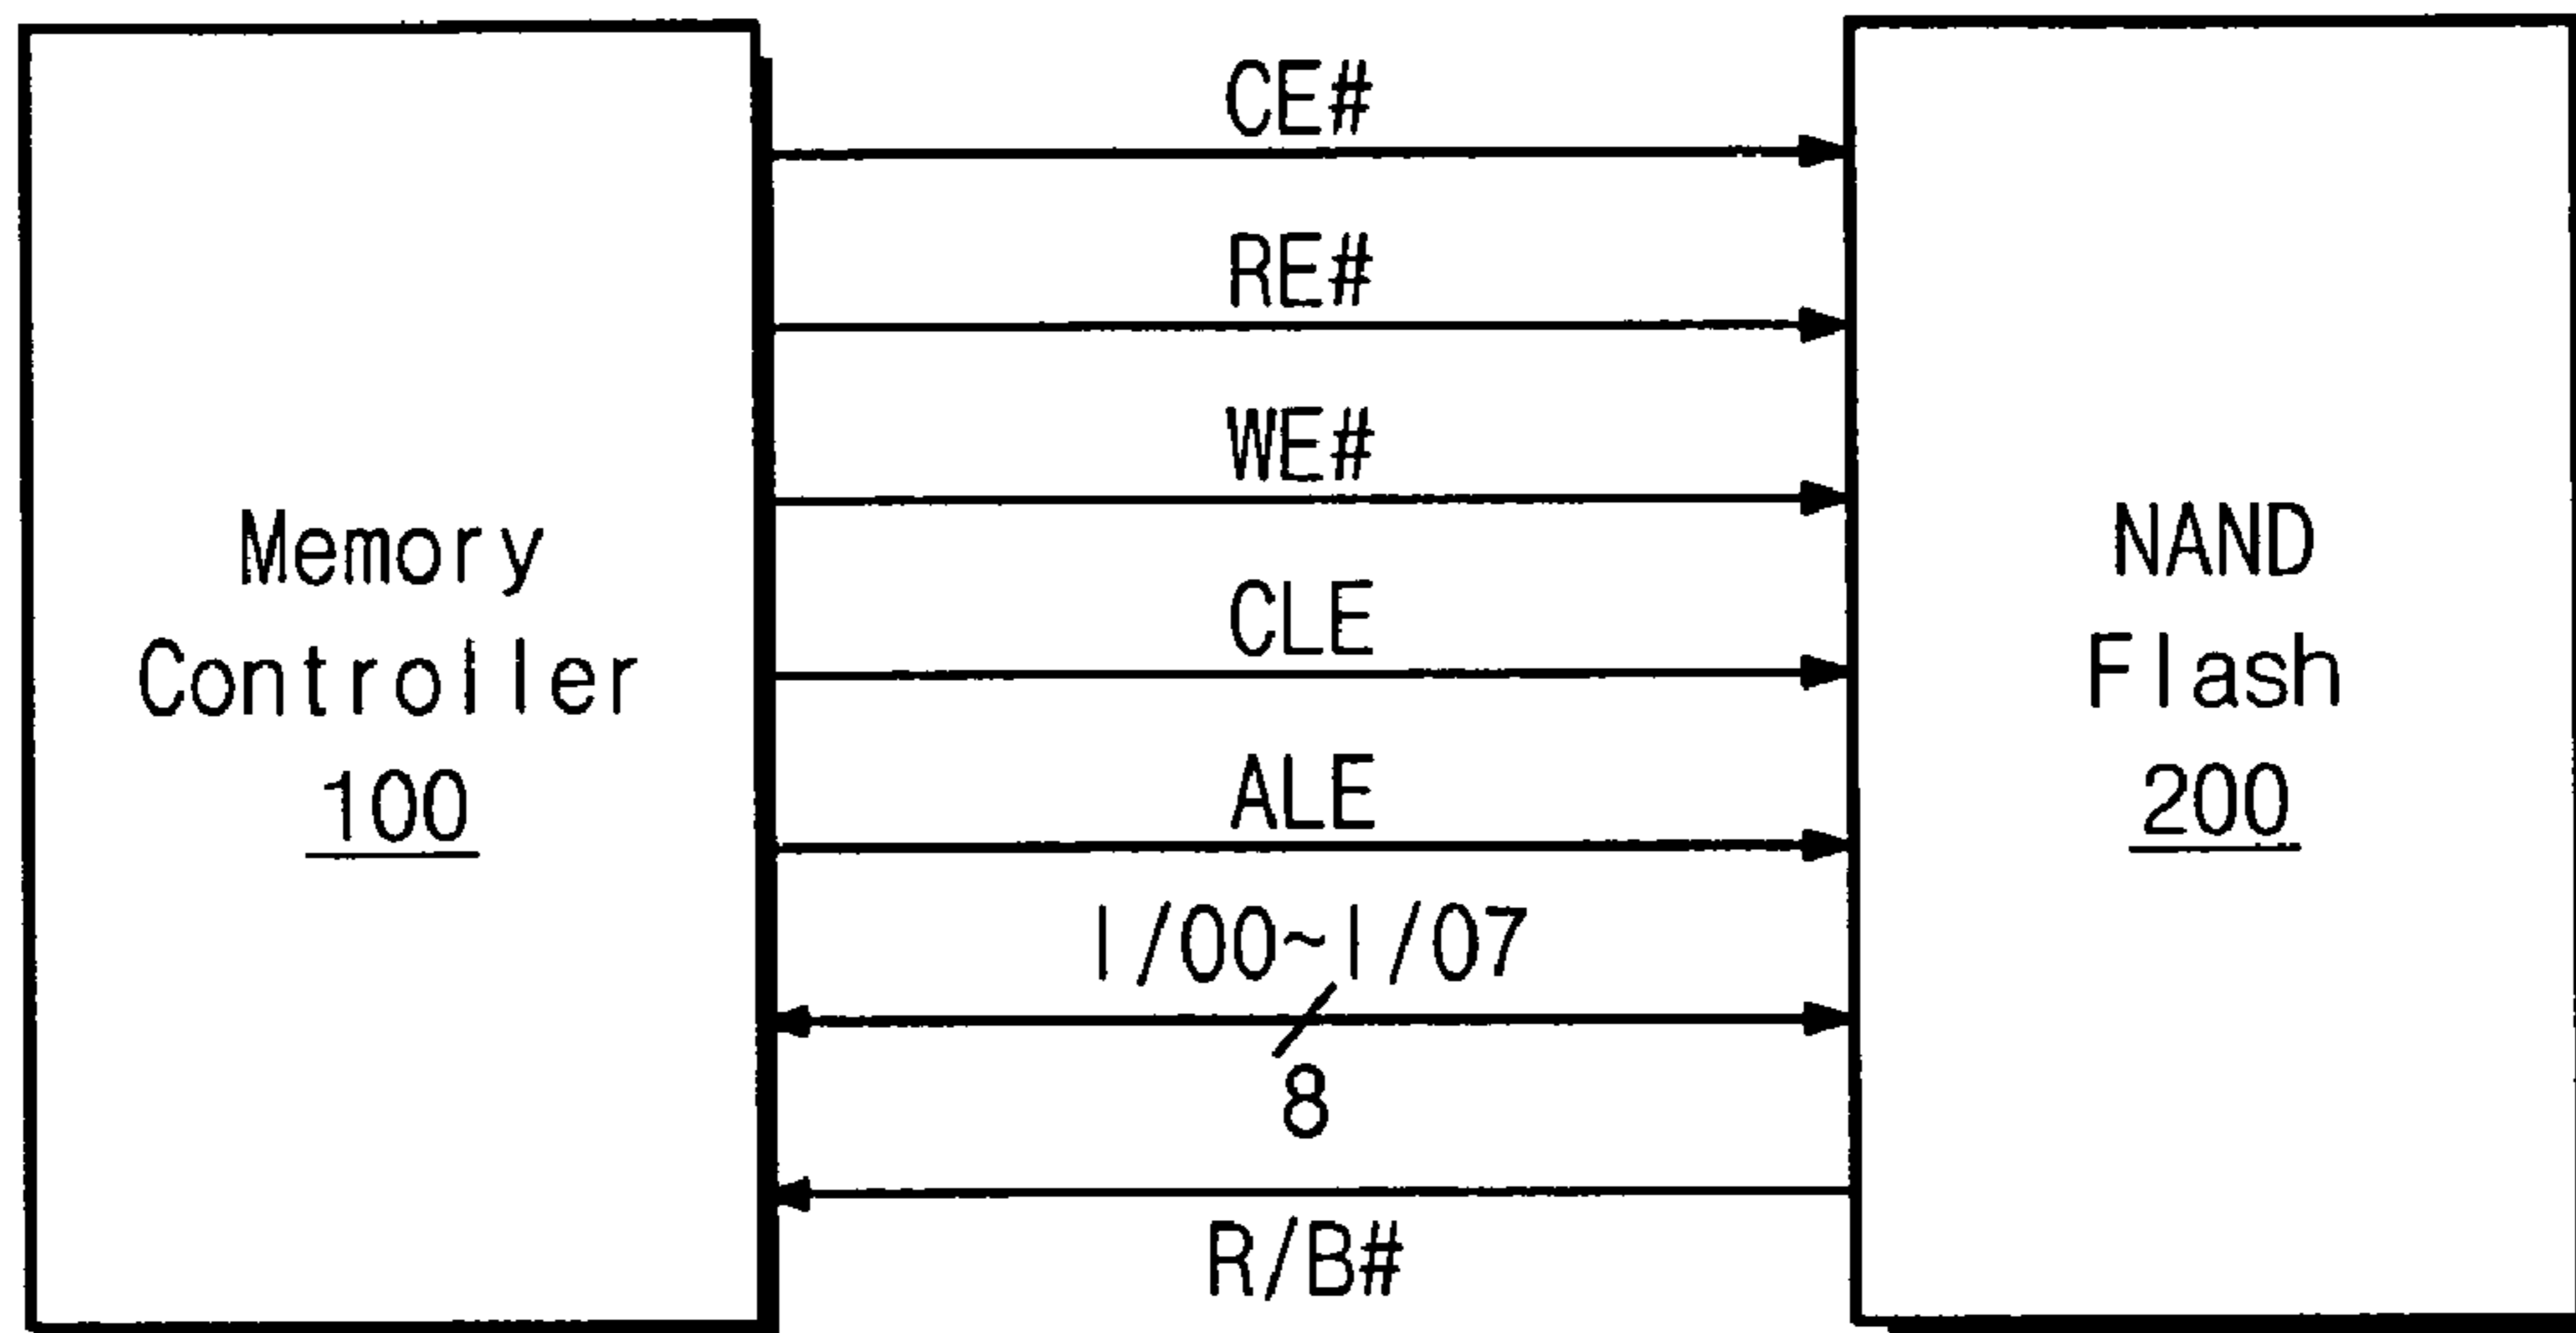 Memory
Controller
100
CE#
RE#
WE#
CLE
ALE
I/O0~I/O7
8
R/B#
NAND
Flash
200